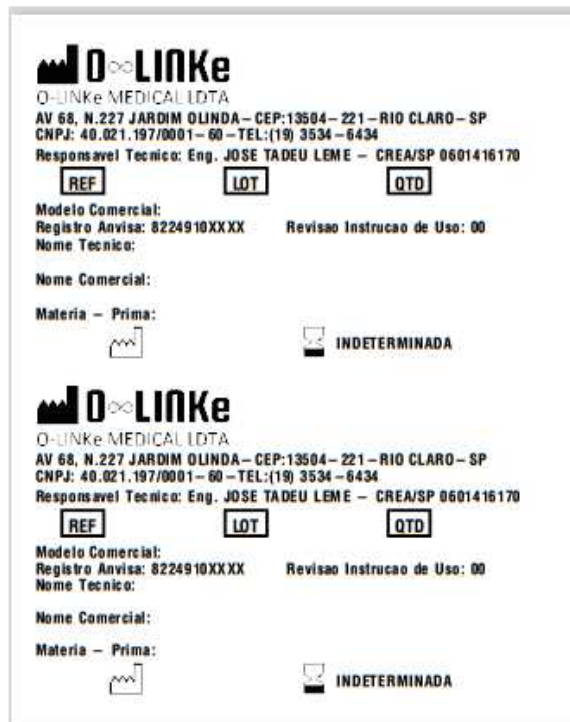 O∞LINKe
O-LINKe MEDICAL LDTA
AV 68, N.227 JARDIM OLINDA–CEP:13504–221–RIO CLARO–SP
CNPJ: 40.021.197/0001–60–TEL:(19) 3534–6434
Responsavel Tecnico: Eng. JOSE TADEU LEME – CREA/SP 0601416170
REF LOT QTD
Modelo Comercial:
Registro Anvisa: 8224910XXXX Revisao Instrucao de Uso: 00
Nome Tecnico:
Nome Comercial:
Materia – Prima:
INDETERMINADA
O∞LINKe
O-LINKe MEDICAL LDTA
AV 68, N.227 JARDIM OLINDA–CEP:13504–221–RIO CLARO–SP
CNPJ: 40.021.197/0001–60–TEL:(19) 3534–6434
Responsavel Tecnico: Eng. JOSE TADEU LEME – CREA/SP 0601416170
REF LOT QTD
Modelo Comercial:
Registro Anvisa: 8224910XXXX Revisao Instrucao de Uso: 00
Nome Tecnico:
Nome Comercial:
Materia – Prima:
INDETERMINADA